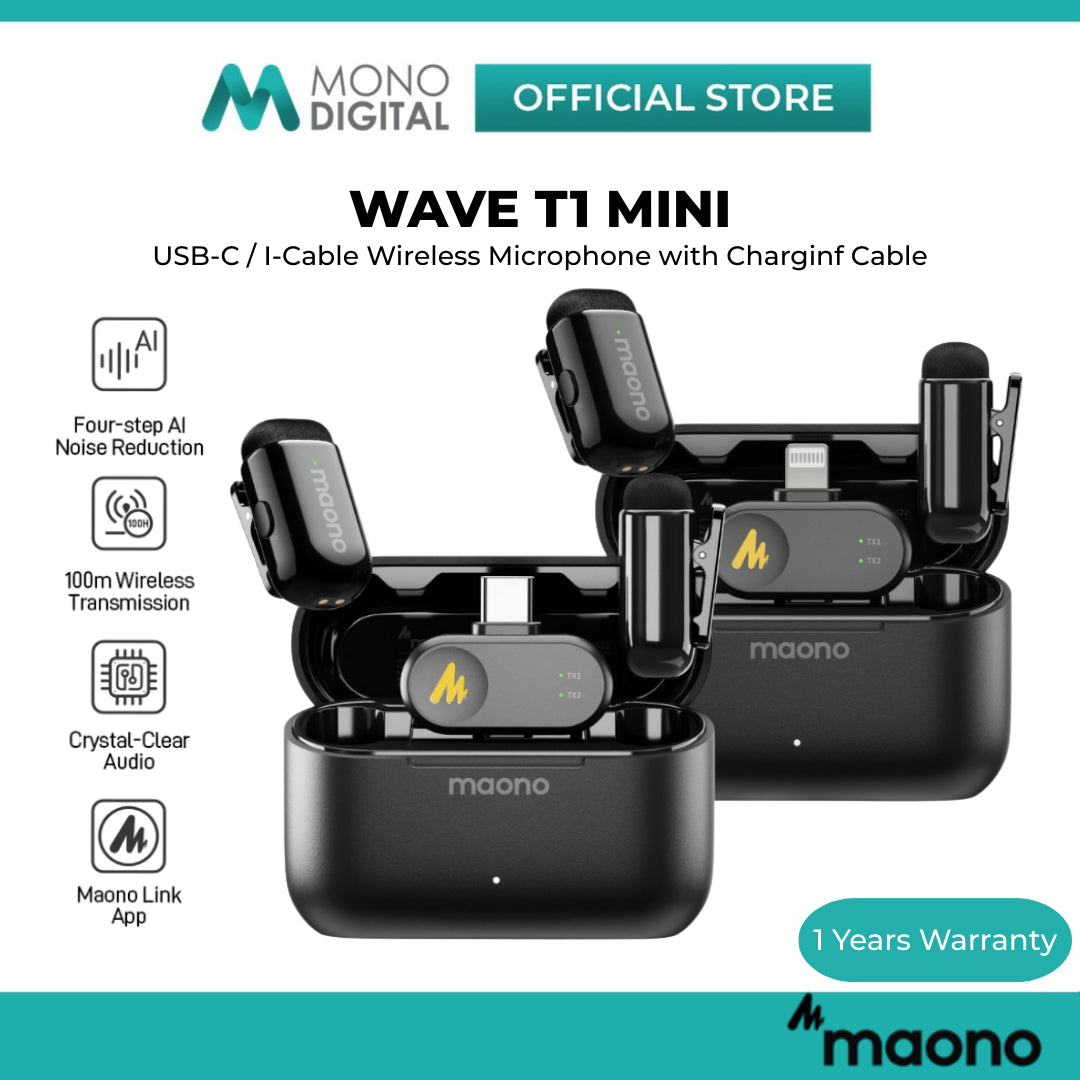 MONO
DIGITAL
OFFICIAL STORE
WAVE T1 MINI
USB-C / I-Cable Wireless Microphone with Charginf Cable
AI
Four-step AI
Noise Reduction
100H
100m Wireless
Transmission
Crystal-Clear
Audio
Maono Link
App
maono
TX1
TX2
maono
maono
TX1
TX2
maono
1 Years Warranty
maono